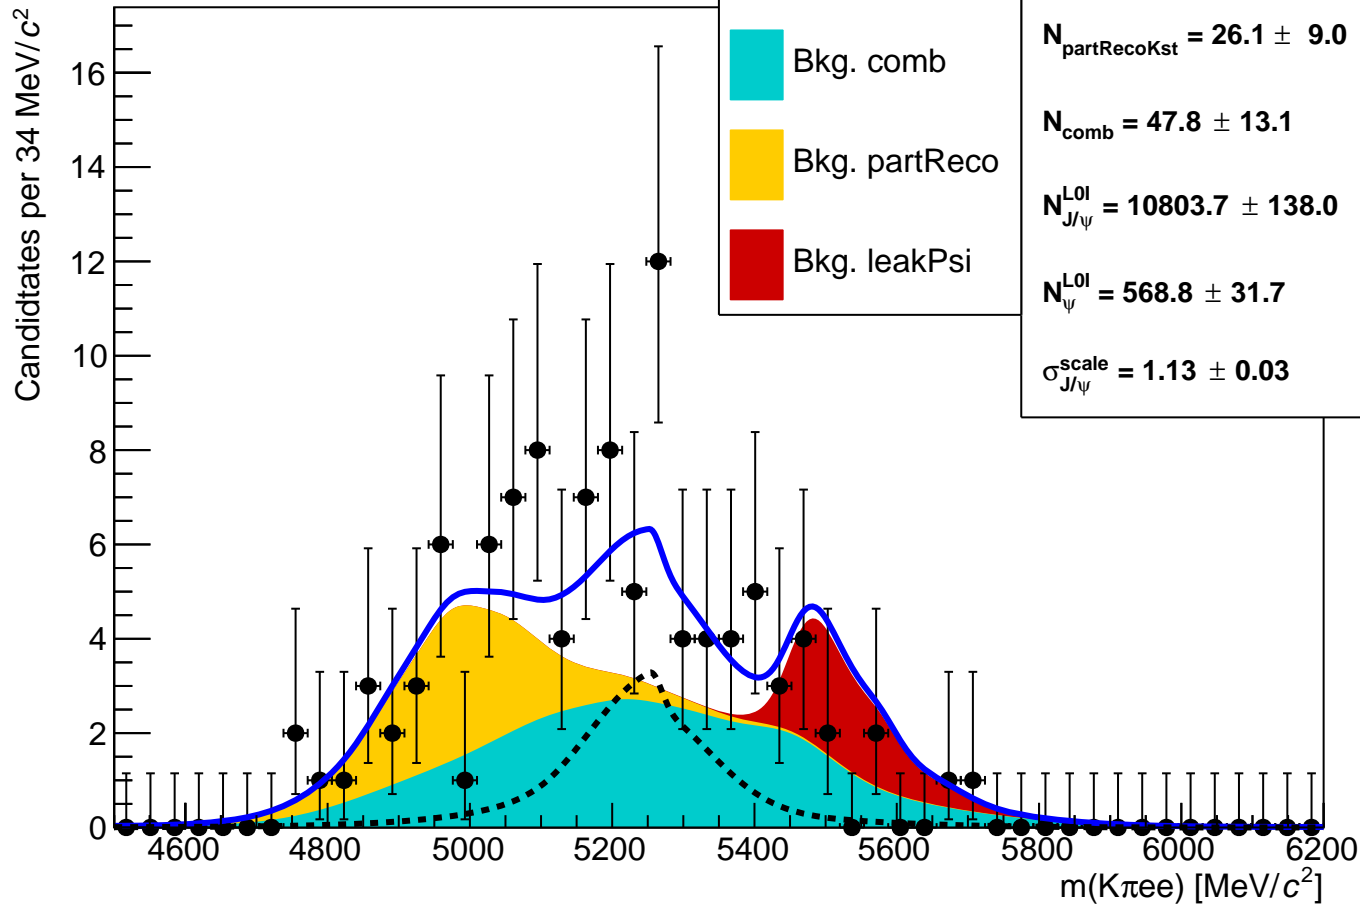 Candidtates per 34 MeV/c²
16
14
12
10
8
6
4
2
0
4600 4800 5000 5200 5400 5600 5800 6000 6200
m(Kπee) [MeV/c²]
Bkg. comb
Bkg. partReco
Bkg. leakPsi
N_partRecoKst = 26.1 ± 9.0
N_comb = 47.8 ± 13.1
N^L0I_J/ψ = 10803.7 ± 138.0
N^L0I_ψ = 568.8 ± 31.7
σ^scale_J/ψ = 1.13 ± 0.03